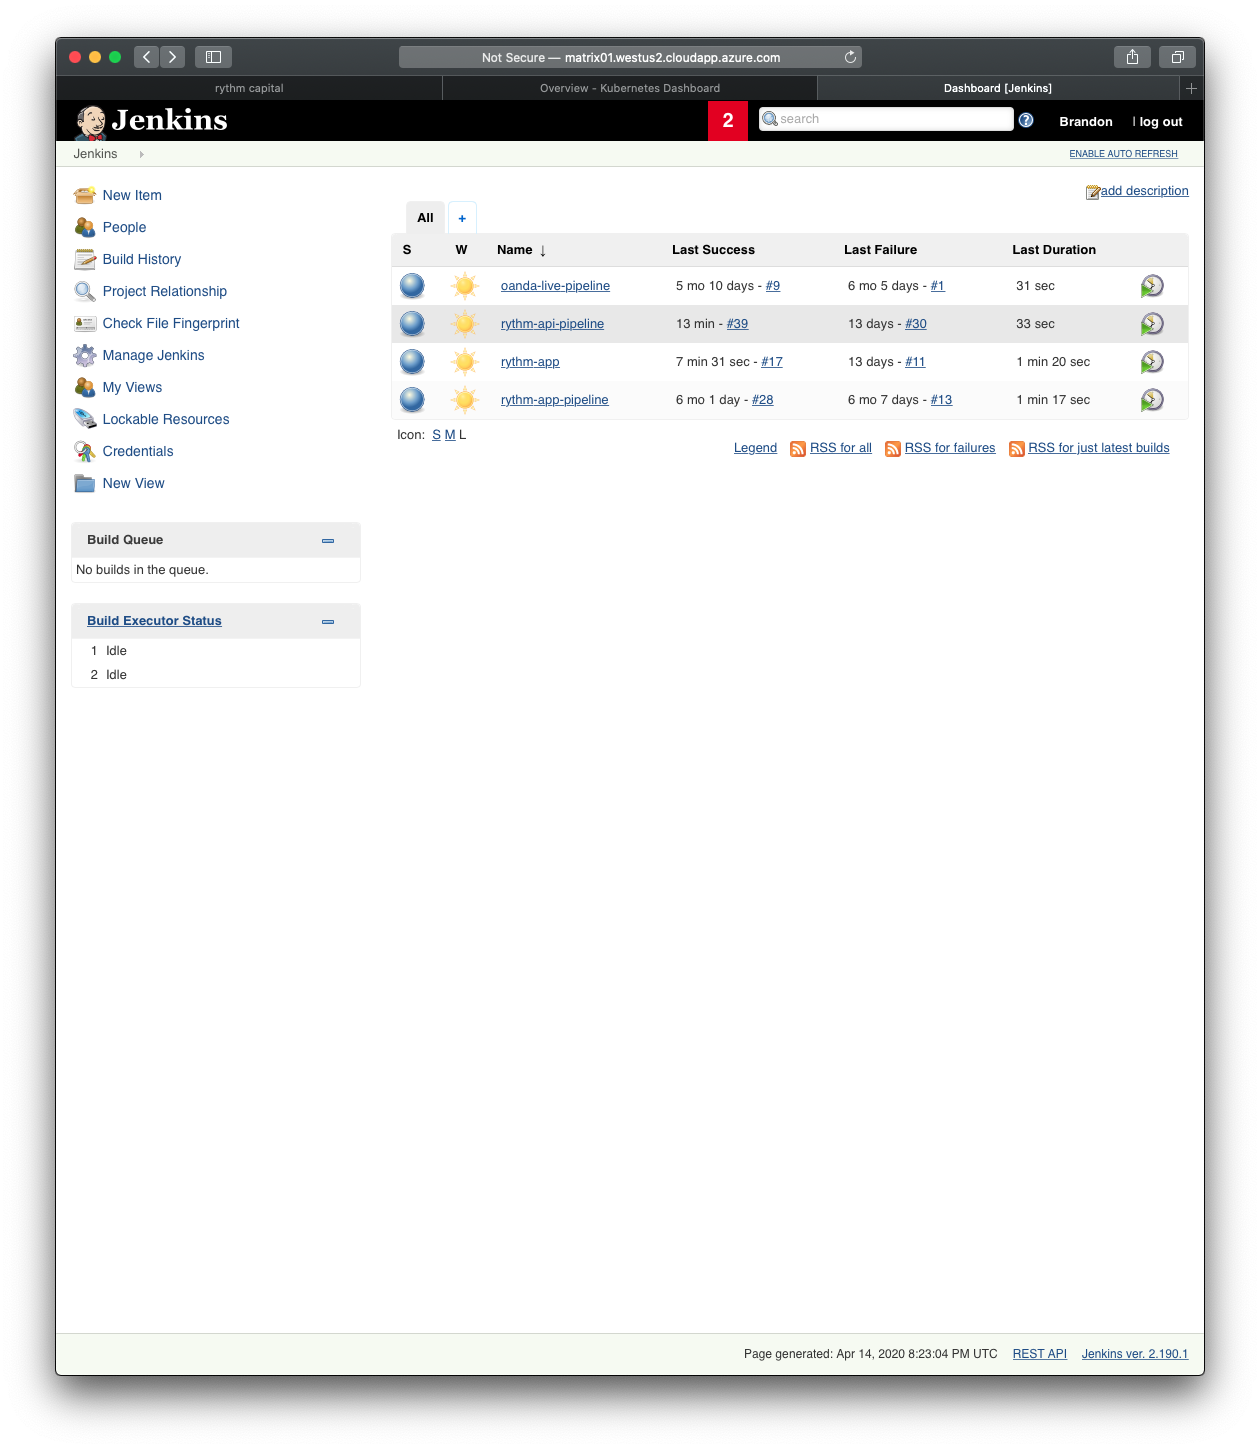 Not Secure — matrix01.westus2.cloudapp.azure.com
rythm capital
Overview - Kubernetes Dashboard
Dashboard [Jenkins]
Jenkins
2
search
Brandon
| log out
Jenkins
ENABLE AUTO REFRESH
New Item
People
Build History
Project Relationship
Check File Fingerprint
Manage Jenkins
My Views
Lockable Resources
Credentials
New View
Build Queue
No builds in the queue.
Build Executor Status
1 Idle
2 Idle
add description
All +
S W Name ↓ Last Success Last Failure Last Duration
oanda-live-pipeline 5 mo 10 days - #9 6 mo 5 days - #1 31 sec
rythm-api-pipeline 13 min - #39 13 days - #30 33 sec
rythm-app 7 min 31 sec - #17 13 days - #11 1 min 20 sec
rythm-app-pipeline 6 mo 1 day - #28 6 mo 7 days - #13 1 min 17 sec
Icon: S M L
Legend RSS for all RSS for failures RSS for just latest builds
Page generated: Apr 14, 2020 8:23:04 PM UTC REST API Jenkins ver. 2.190.1